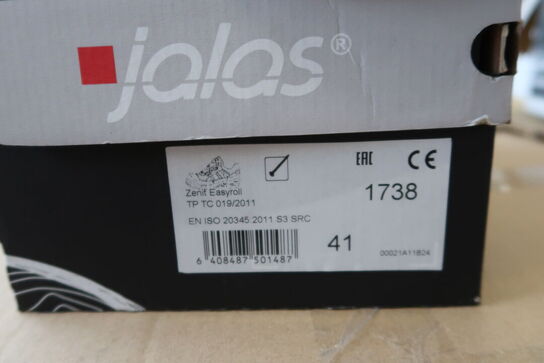 jalas®
Zenit Easyroll
TP TC 019/2011
EAC CE
1738
EN ISO 20345 2011 S3 SRC
6 408487 501487
41
00021A11B24